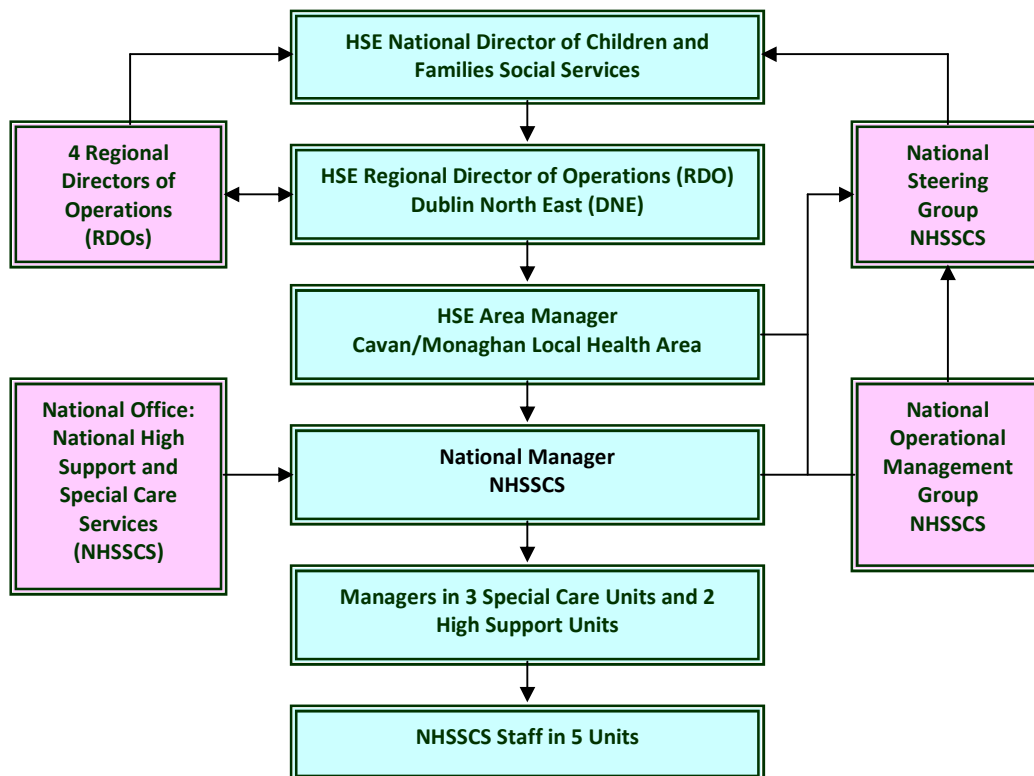 HSE National Director of Children and
Families Social Services
4 Regional
Directors of
Operations
(RDOs)
HSE Regional Director of Operations (RDO)
Dublin North East (DNE)
National
Steering
Group
NHSSCS
HSE Area Manager
Cavan/Monaghan Local Health Area
National Office:
National High
Support and
Special Care
Services
(NHSSCS)
National Manager
NHSSCS
National
Operational
Management
Group
NHSSCS
Managers in 3 Special Care Units and 2
High Support Units
NHSSCS Staff in 5 Units